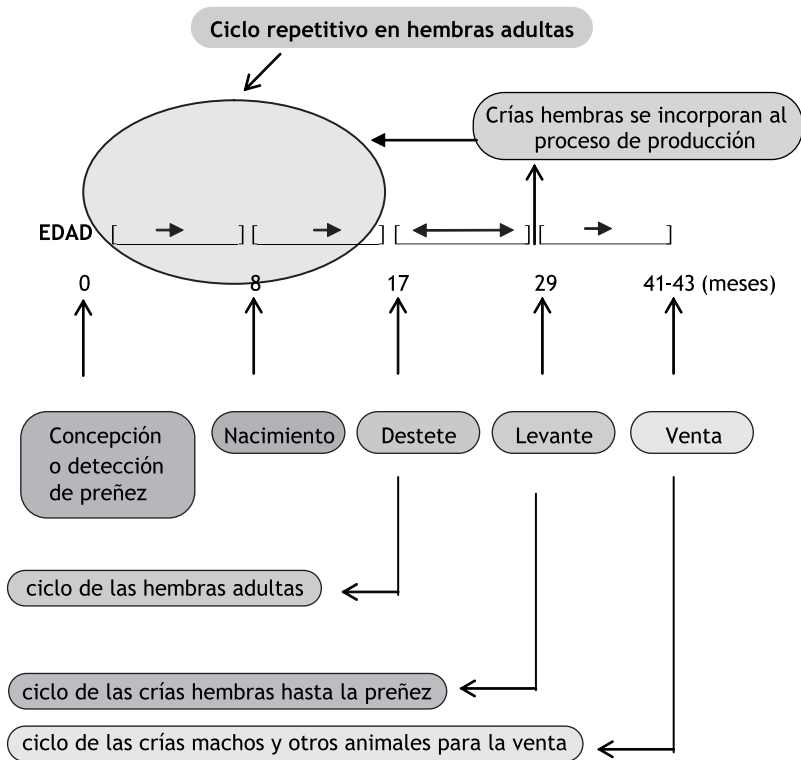 Ciclo repetitivo en hembras adultas
Crías hembras se incorporan al
proceso de producción
EDAD
0
8
17
29
41-43 (meses)
Concepción
o detección
de preñez
Nacimiento
Destete
Levante
Venta
ciclo de las hembras adultas
ciclo de las crías hembras hasta la preñez
ciclo de las crías machos y otros animales para la venta